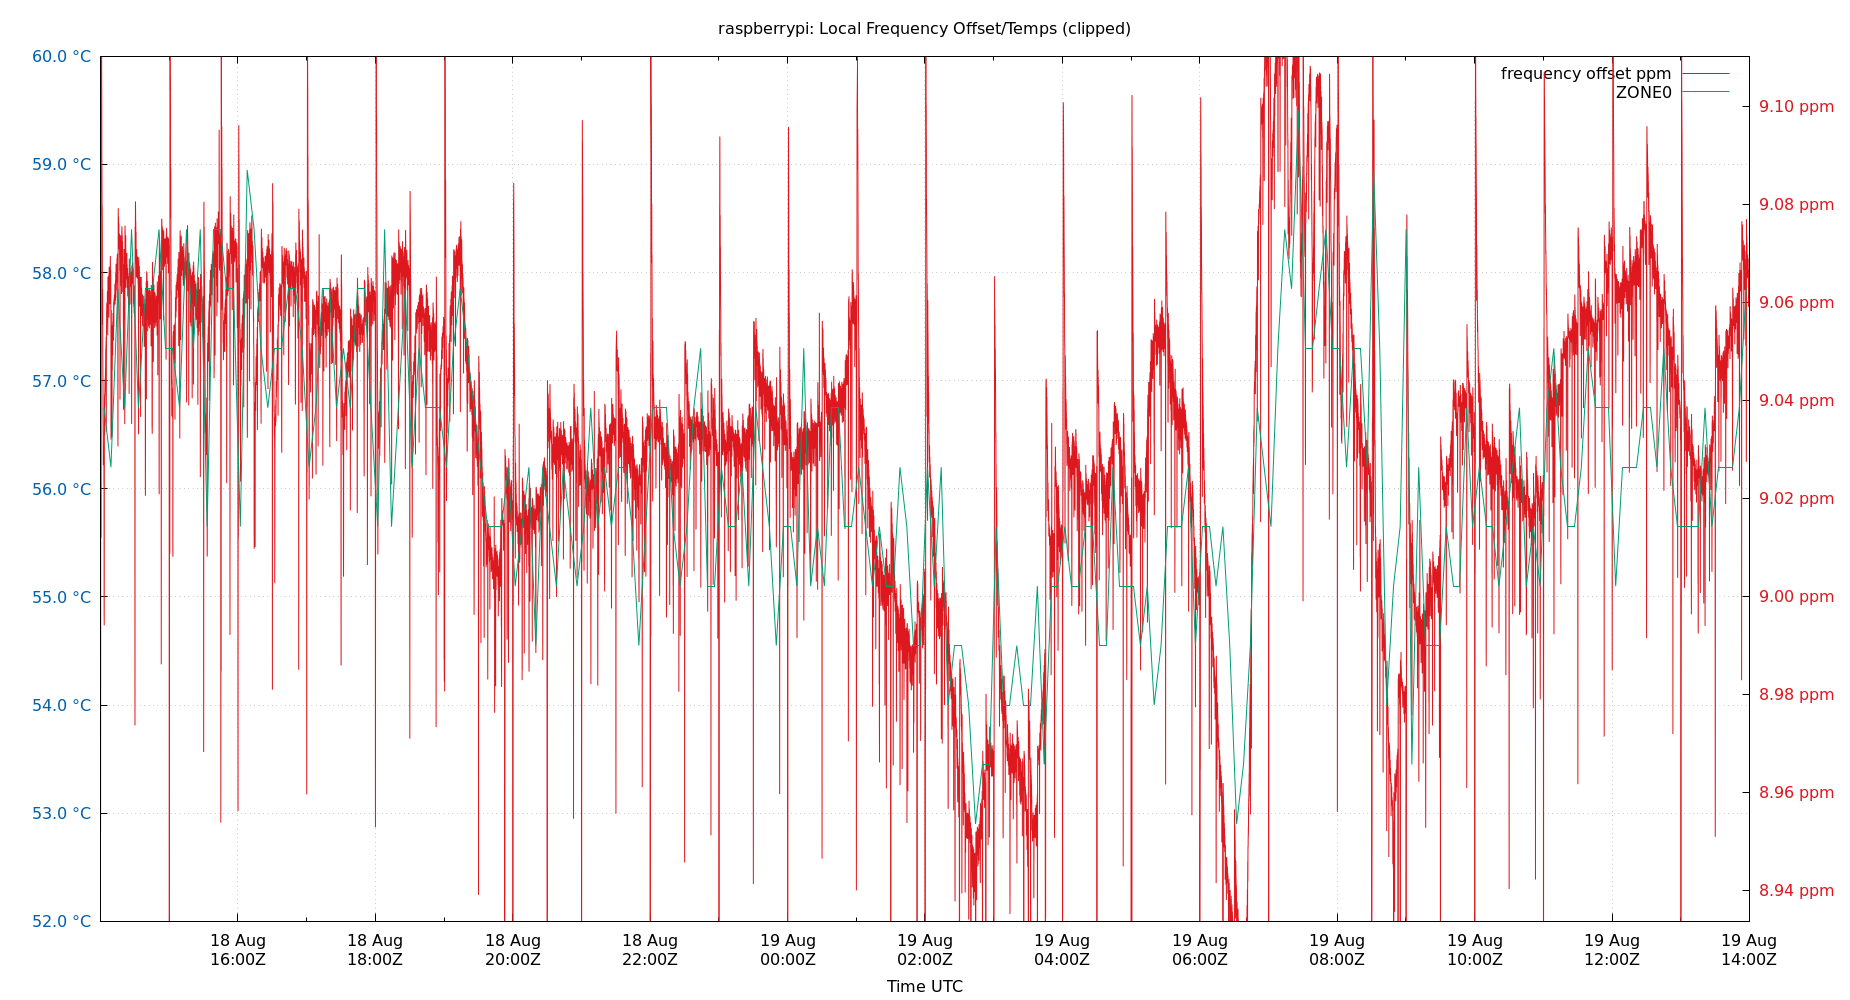 raspberrypi: Local Frequency Offset/Temps (clipped)
60.0 °C
59.0 °C
58.0 °C
57.0 °C
56.0 °C
55.0 °C
54.0 °C
53.0 °C
52.0 °C
frequency offset ppm
ZONE0
9.10 ppm
9.08 ppm
9.06 ppm
9.04 ppm
9.02 ppm
9.00 ppm
8.98 ppm
8.96 ppm
8.94 ppm
18 Aug 18 Aug 18 Aug 18 Aug 19 Aug 19 Aug 19 Aug 19 Aug 19 Aug 19 Aug 19 Aug 19 Aug
16:00Z 18:00Z 20:00Z 22:00Z 00:00Z 02:00Z 04:00Z 06:00Z 08:00Z 10:00Z 12:00Z 14:00Z
Time UTC